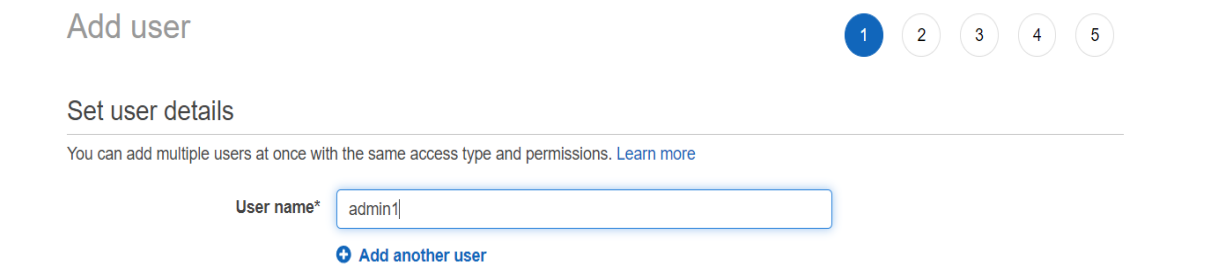 Add user
1 2 3 4 5
Set user details
You can add multiple users at once with the same access type and permissions. Learn more
User name* admin1
Add another user